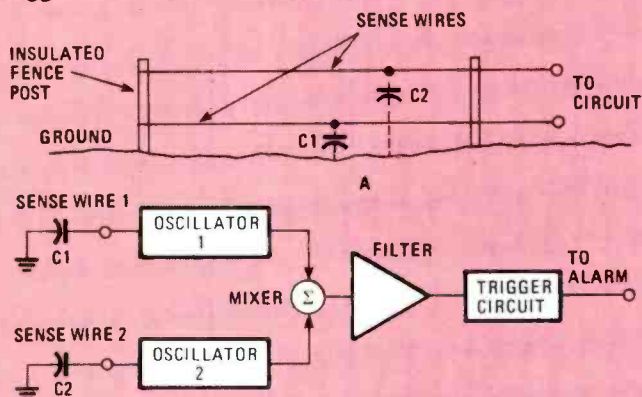 SENSE WIRES
INSULATED
FENCE
POST
C2
TO
CIRCUIT
GROUND
C1
A
SENSE WIRE 1
OSCILLATOR
1
C1
FILTER
TO
ALARM
MIXER
Σ
TRIGGER
CIRCUIT
SENSE WIRE 2
OSCILLATOR
2
C2